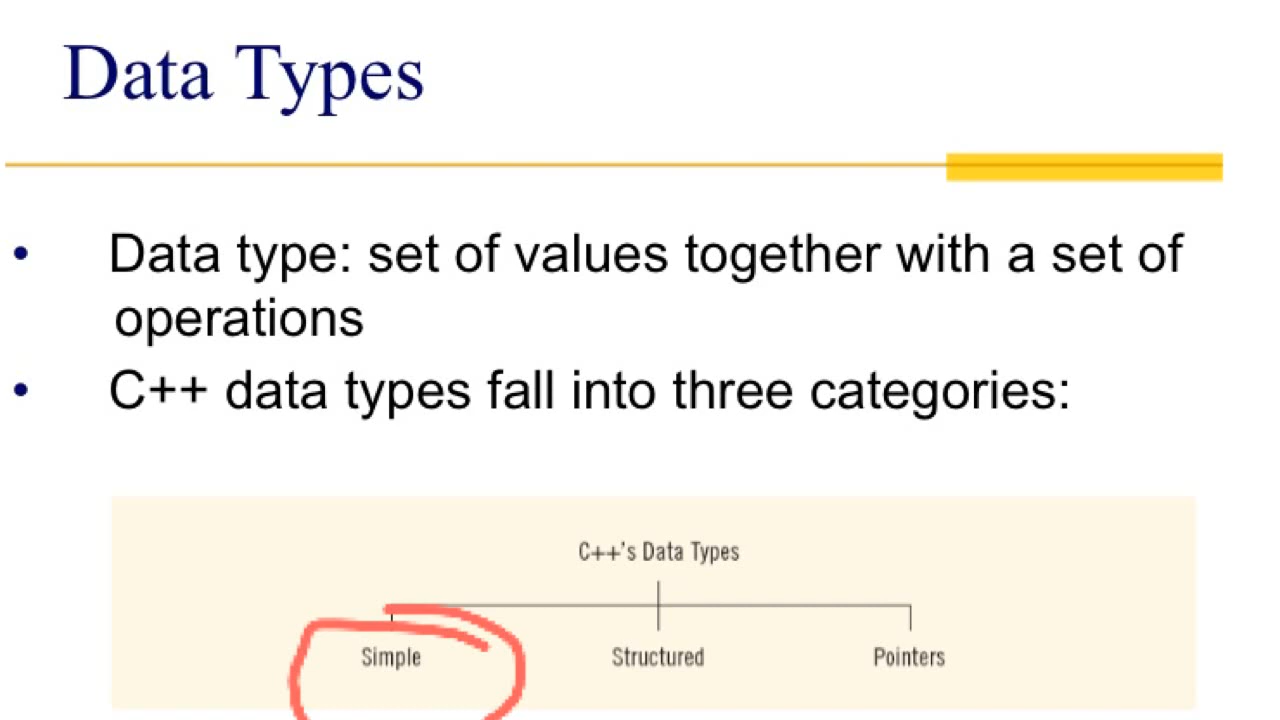 Data Types
• Data type: set of values together with a set of
operations
• C++ data types fall into three categories:
C++'s Data Types
Simple Structured Pointers